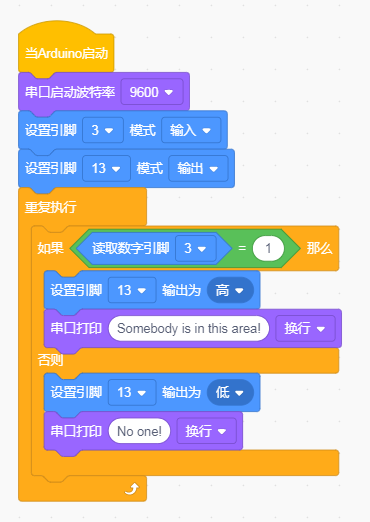 当Arduino启动
串口启动波特率 9600
设置引脚 3 模式 输入
设置引脚 13 模式 输出
重复执行
如果 读取数字引脚 3 = 1 那么
设置引脚 13 输出为 高
串口打印 Somebody is in this area! 换行
否则
设置引脚 13 输出为 低
串口打印 No one! 换行